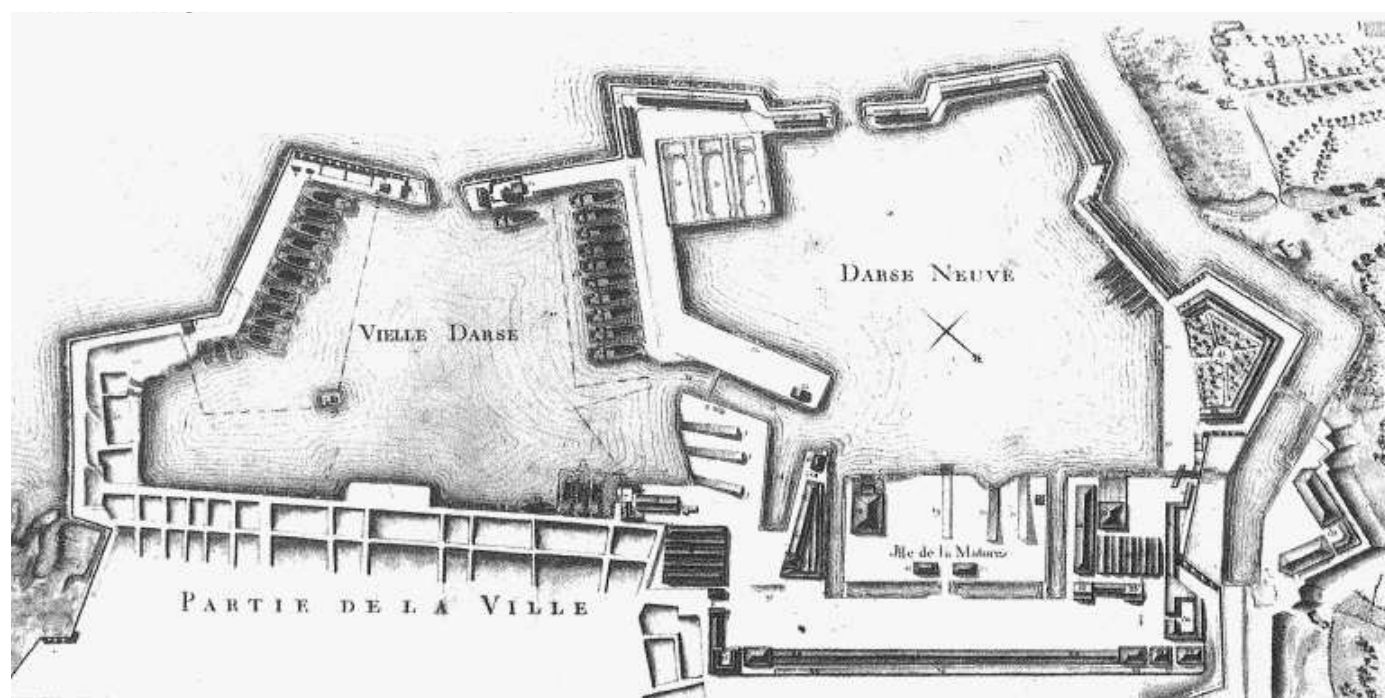 DARSE NEUVE
VIELLE DARSE
Isle de la Mature
PARTIE DE LA VILLE